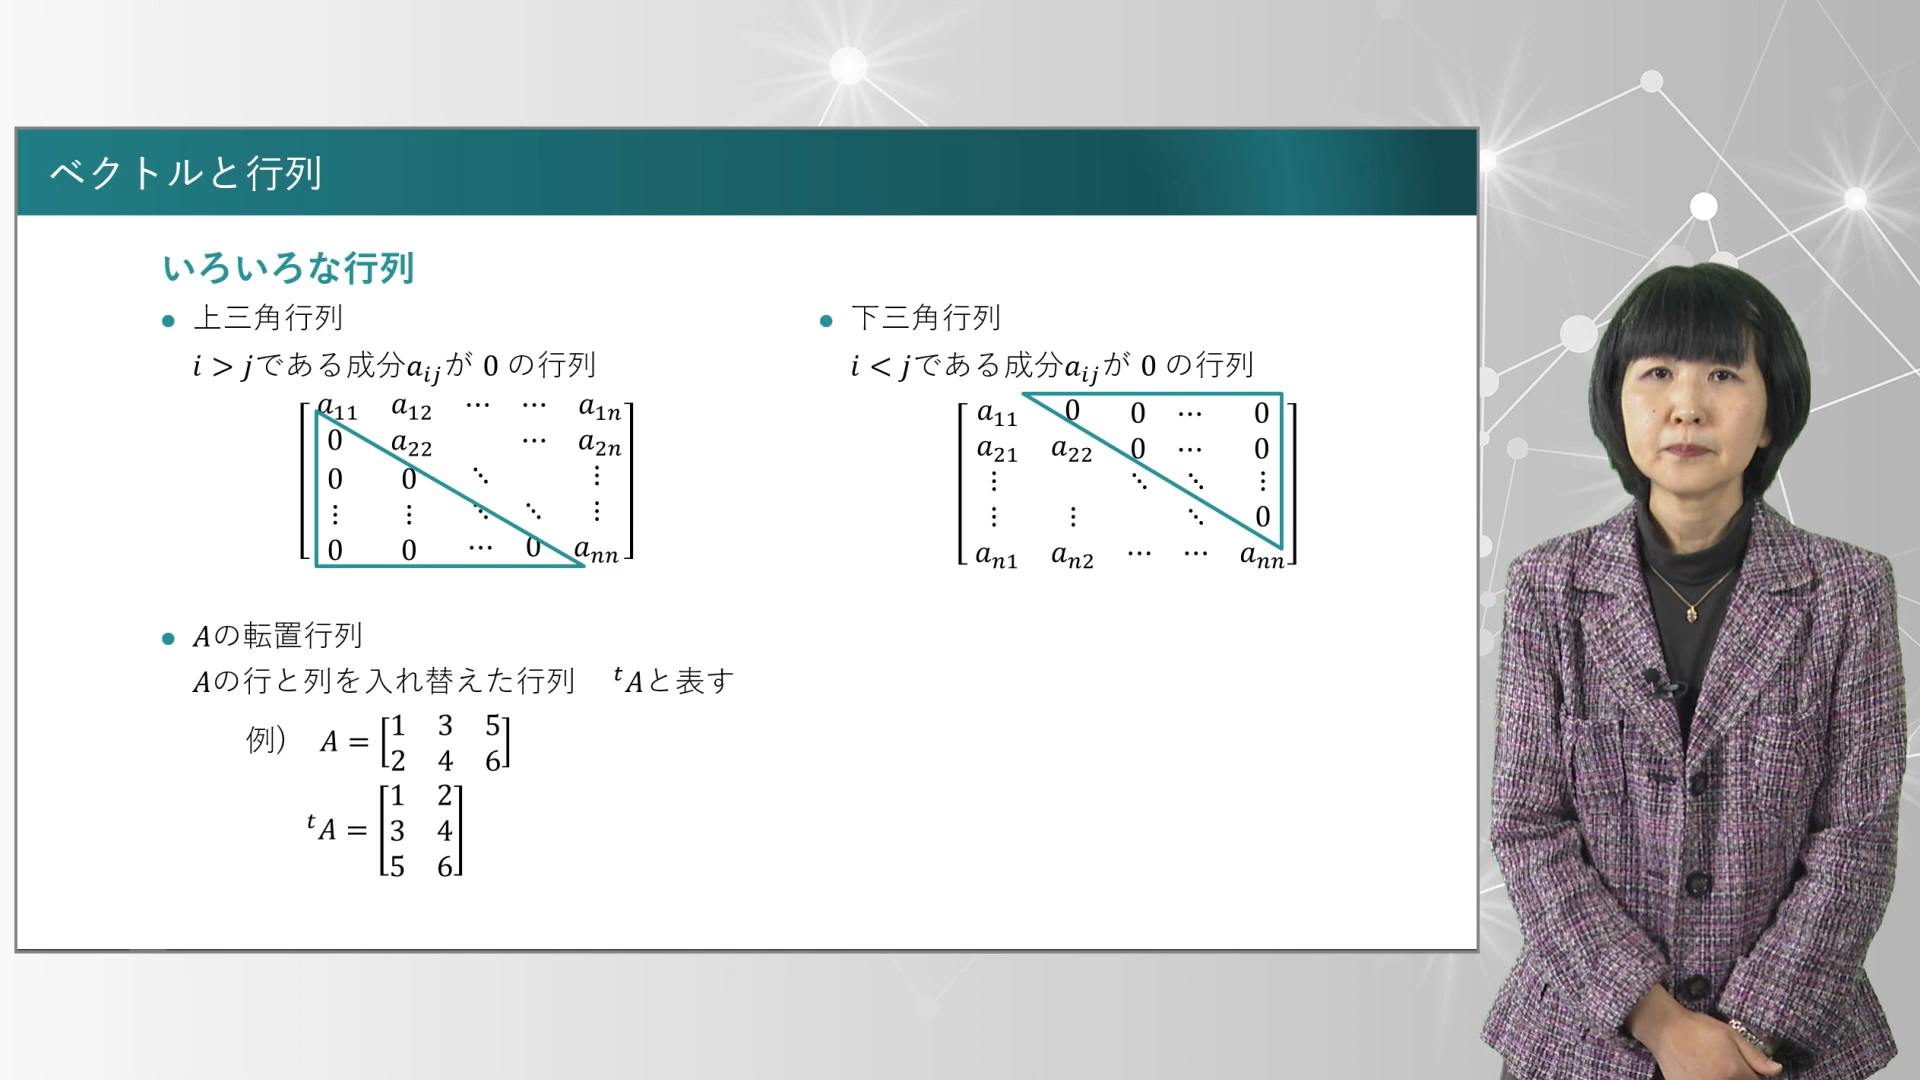 ベクトルと行列
いろいろな行列
• 上三角行列
i > jである成分aᵢⱼが 0 の行列
a₁₁ a₁₂ ⋯ ⋯ a₁ₙ
0 a₂₂ ⋯ a₂ₙ
0 0 ⋱ ⋮
⋮ ⋮ ⋱ ⋱ ⋮
0 0 ⋯ 0 aₙₙ
• 下三角行列
i < jである成分aᵢⱼが 0 の行列
a₁₁ 0 0 ⋯ 0
a₂₁ a₂₂ 0 ⋯ 0
⋮ ⋱ ⋱ ⋮
⋮ ⋮ ⋱ 0
aₙ₁ aₙ₂ ⋯ ⋯ aₙₙ
• Aの転置行列
Aの行と列を入れ替えた行列 ᵗAと表す
例） A = [1 3 5
2 4 6]
ᵗA = [1 2
3 4
5 6]